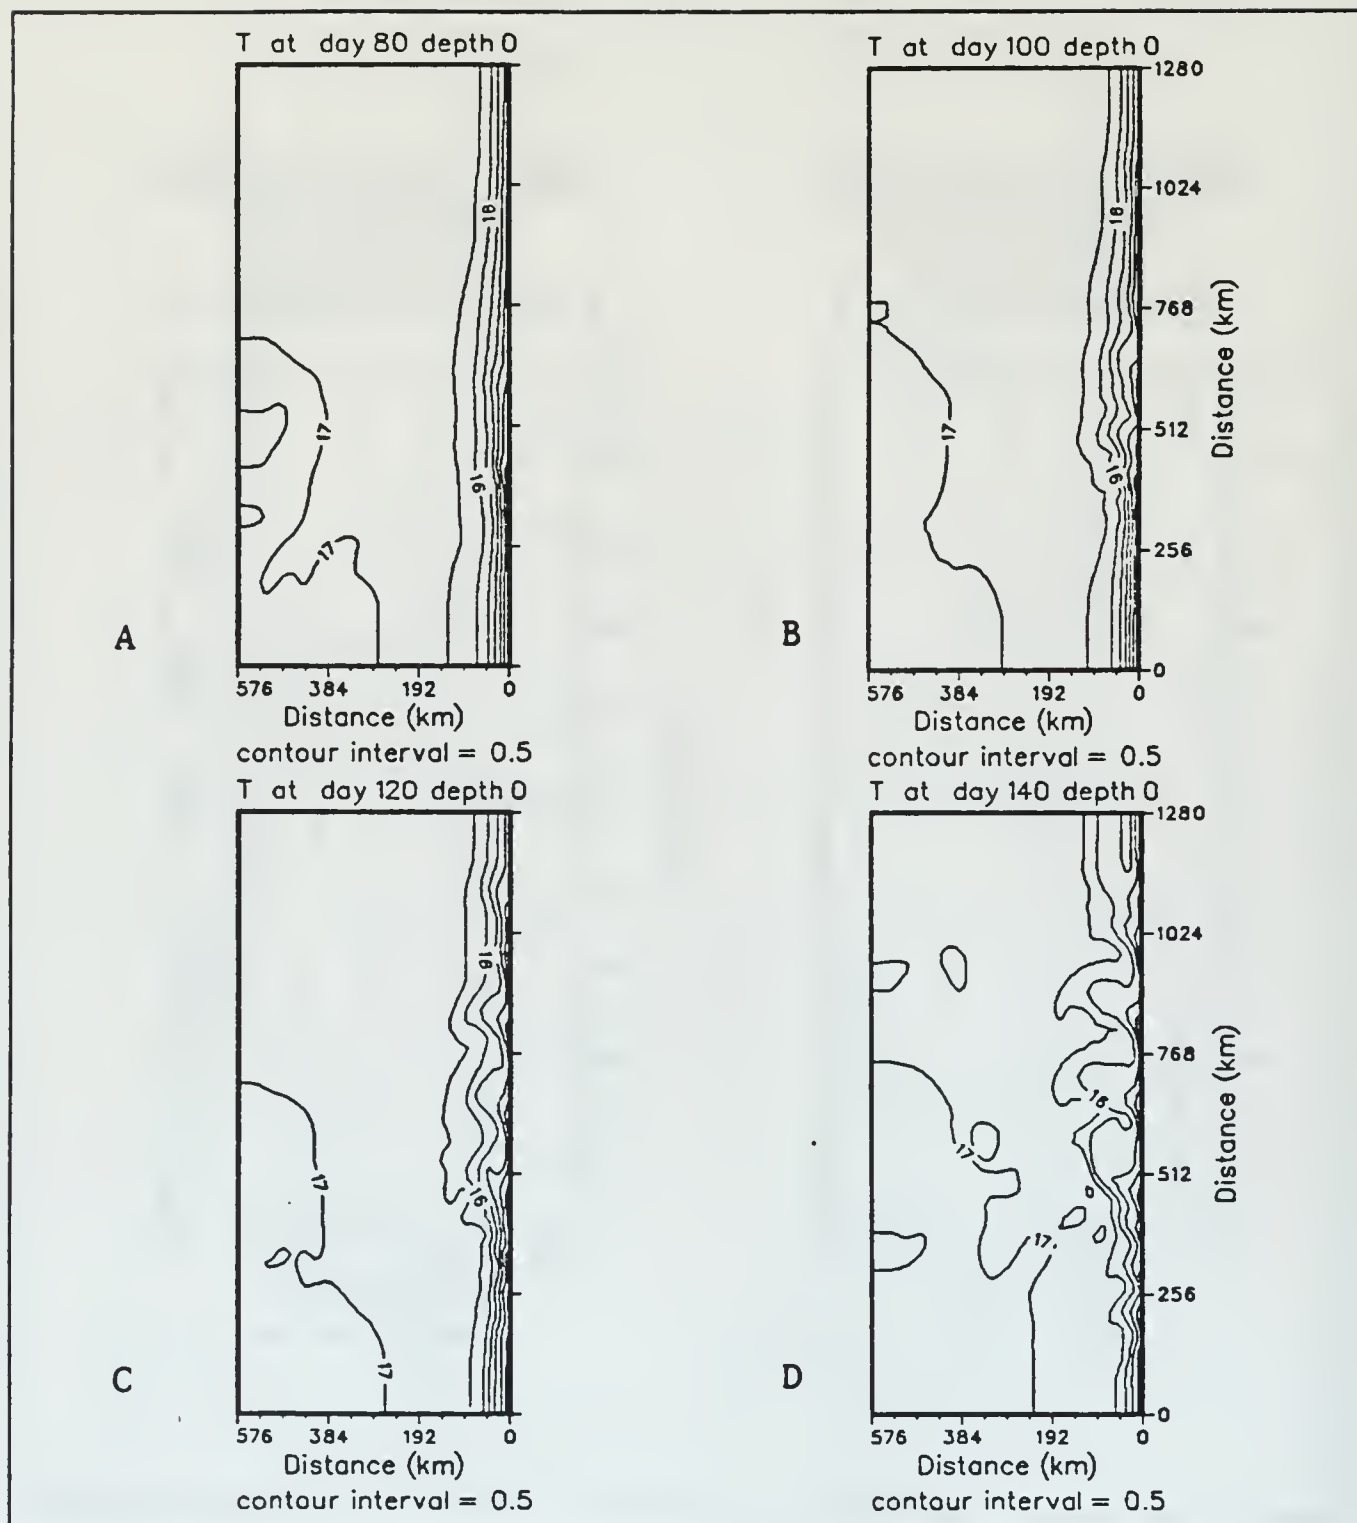 T at day 80 depth 0
16
17
16
17
A
576 384 192 0
Distance (km)
contour interval = 0.5
T at day 100 depth 0
1280
1024
768
512
256
0
Distance (km)
16
17
16
B
576 384 192 0
Distance (km)
contour interval = 0.5
T at day 120 depth 0
16
17
16
17
C
576 384 192 0
Distance (km)
contour interval = 0.5
T at day 140 depth 0
1280
1024
768
512
256
0
Distance (km)
16
17
17
D
576 384 192 0
Distance (km)
contour interval = 0.5